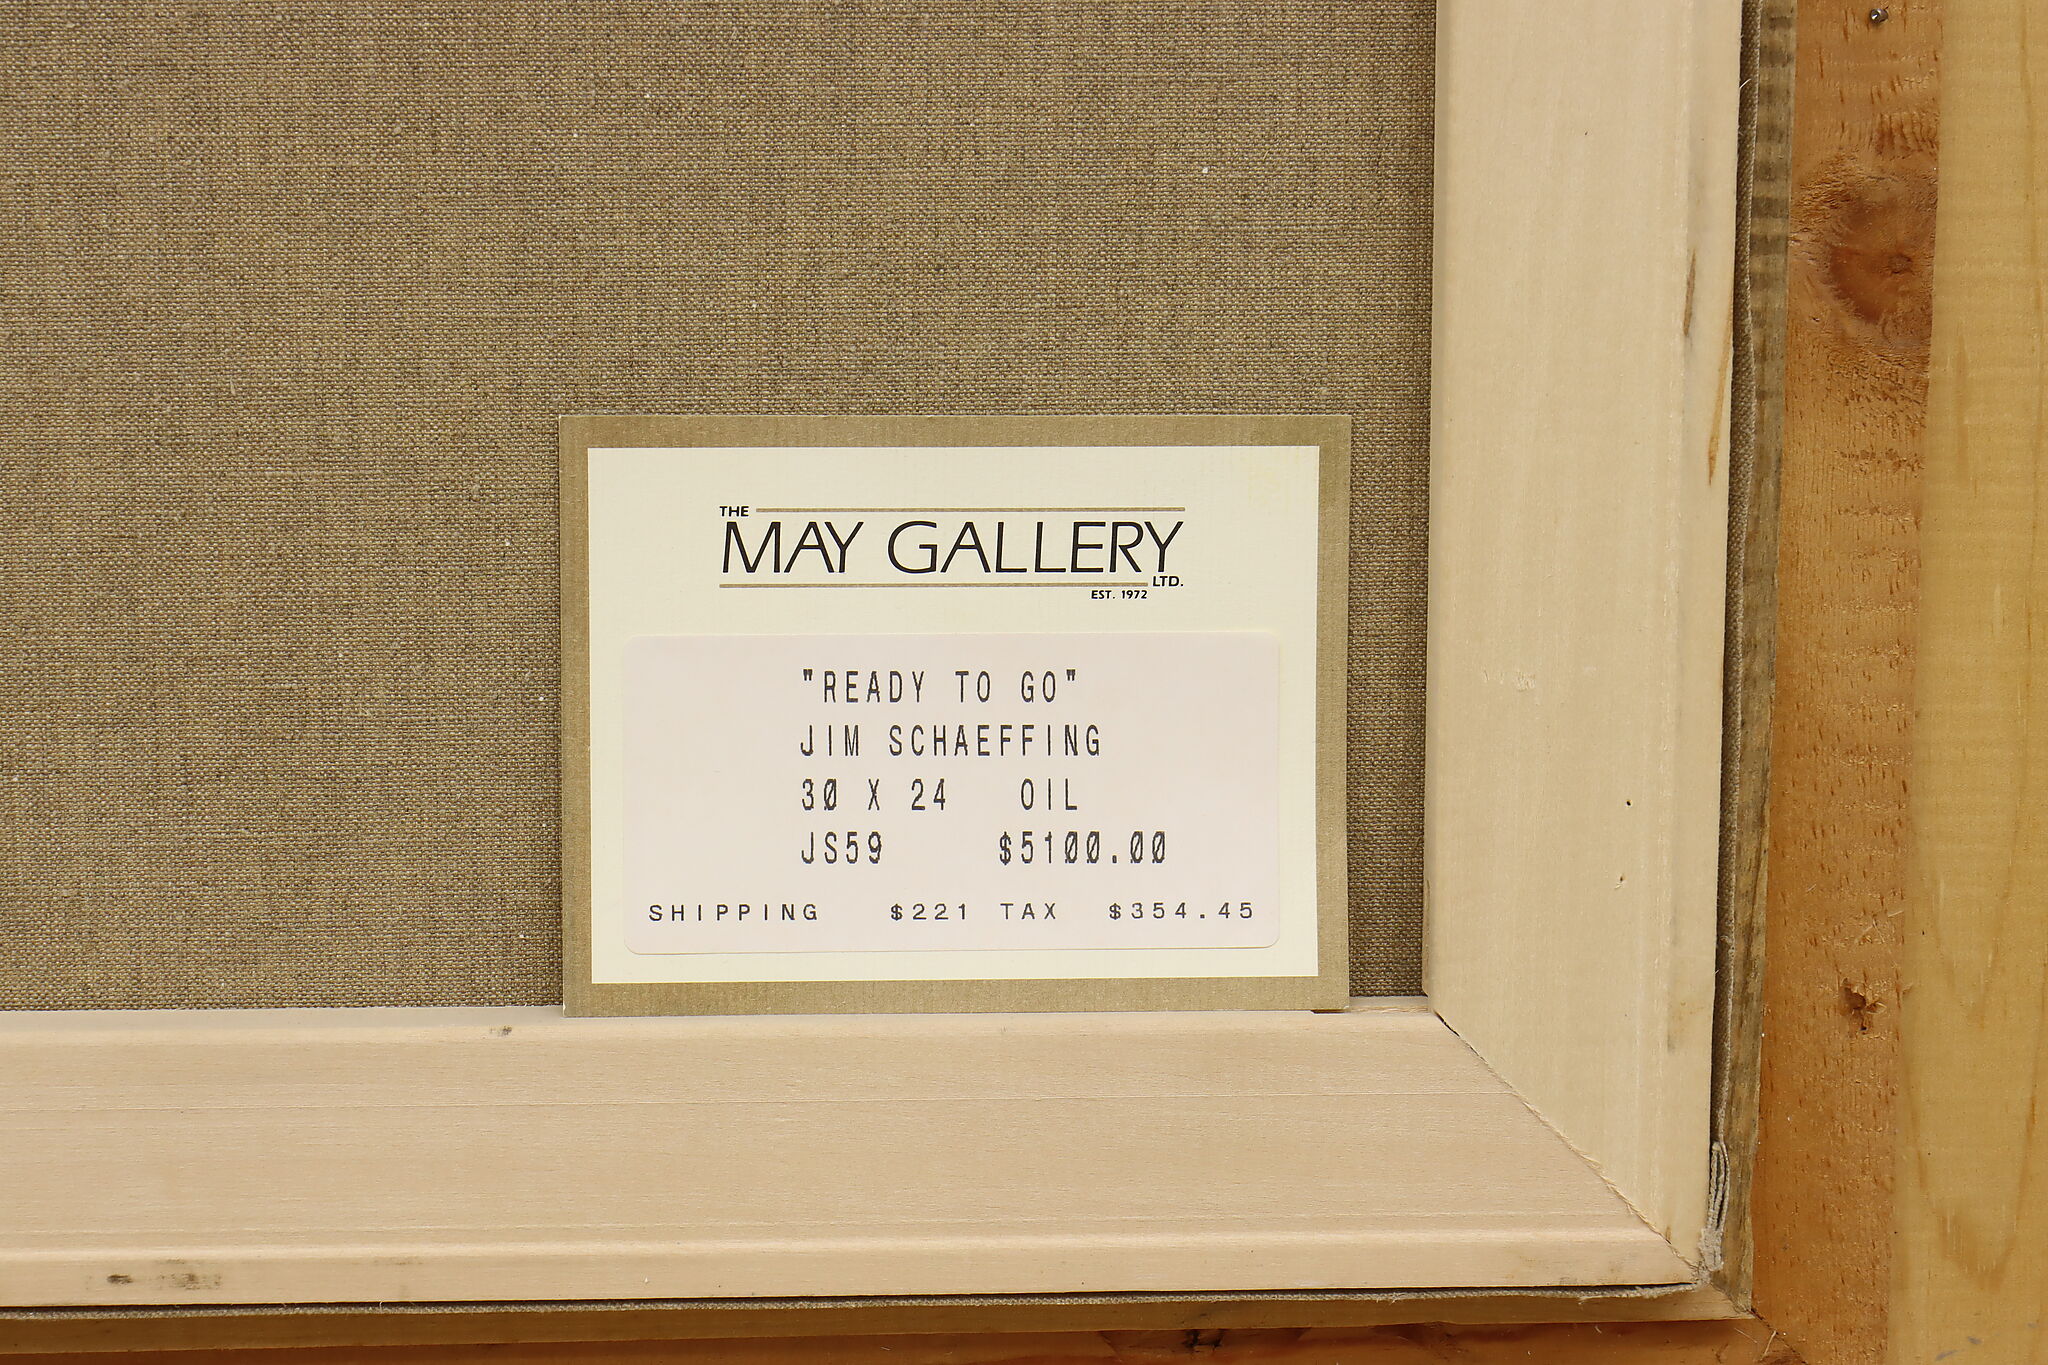 THE
MAY GALLERY
LTD.
EST. 1972
"READY TO GO"
JIM SCHAEFFING
30 X 24 OIL
JS59 $5100.00
SHIPPING $221 TAX $354.45